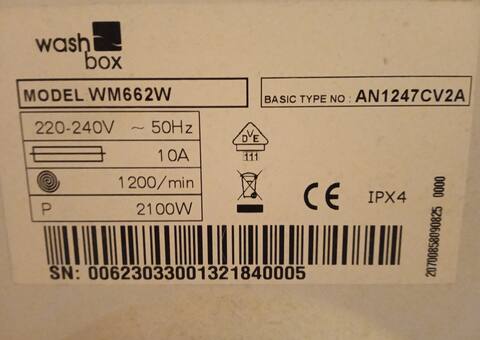 wash
box
MODEL WM662W
BASIC TYPE NO : AN1247CV2A
220-240V ~ 50Hz
10A
1200/min
P 2100W
DVE
111
CE
IPX4
SN: 00623033001321840005
20700858090825 0000